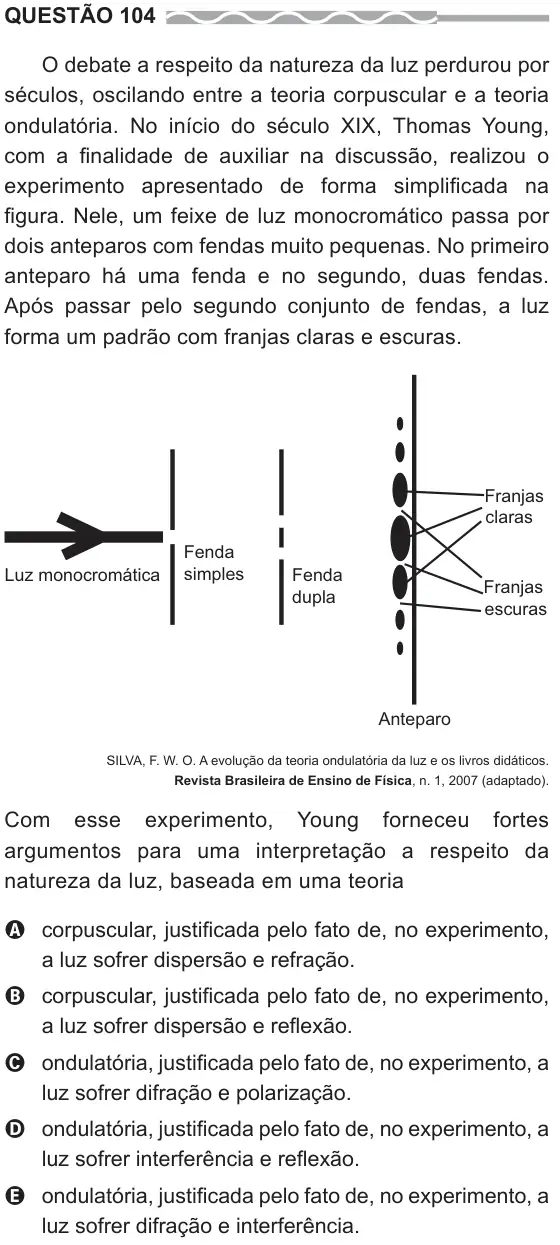 QUESTÃO 104
O debate a respeito da natureza da luz perdurou por
séculos, oscilando entre a teoria corpuscular e a teoria
ondulatória. No início do século XIX, Thomas Young,
com a finalidade de auxiliar na discussão, realizou o
experimento apresentado de forma simplificada na
figura. Nele, um feixe de luz monocromático passa por
dois anteparos com fendas muito pequenas. No primeiro
anteparo há uma fenda e no segundo, duas fendas.
Após passar pelo segundo conjunto de fendas, a luz
forma um padrão com franjas claras e escuras.
Luz monocromática
Fenda
simples
Fenda
dupla
Franjas
claras
Franjas
escuras
Anteparo
SILVA, F. W. O. A evolução da teoria ondulatória da luz e os livros didáticos.
Revista Brasileira de Ensino de Física, n. 1, 2007 (adaptado).
Com esse experimento, Young forneceu fortes
argumentos para uma interpretação a respeito da
natureza da luz, baseada em uma teoria
A corpuscular, justificada pelo fato de, no experimento,
a luz sofrer dispersão e refração.
B corpuscular, justificada pelo fato de, no experimento,
a luz sofrer dispersão e reflexão.
C ondulatória, justificada pelo fato de, no experimento, a
luz sofrer difração e polarização.
D ondulatória, justificada pelo fato de, no experimento, a
luz sofrer interferência e reflexão.
E ondulatória, justificada pelo fato de, no experimento, a
luz sofrer difração e interferência.